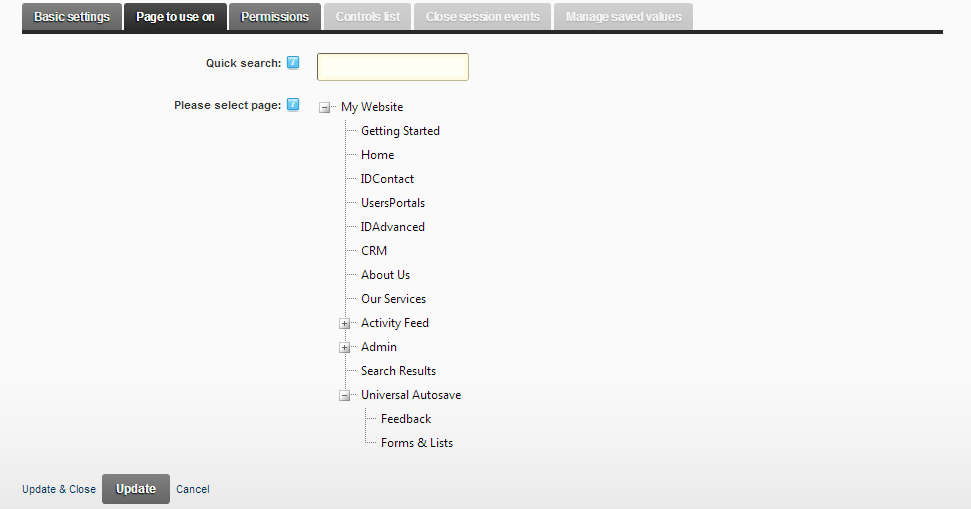 Basic settings Page to use on Permissions Controls list Close session events Manage saved values
Quick search:
Please select page:
My Website
Getting Started
Home
IDContact
UsersPortals
IDAdvanced
CRM
About Us
Our Services
Activity Feed
Admin
Search Results
Universal Autosave
Feedback
Forms & Lists
Update & Close Update Cancel